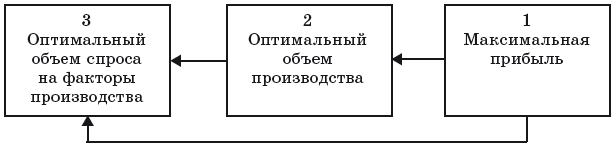 3
Оптимальный
объем спроса
на факторы
производства
2
Оптимальный
объем
производства
1
Максимальная
прибыль